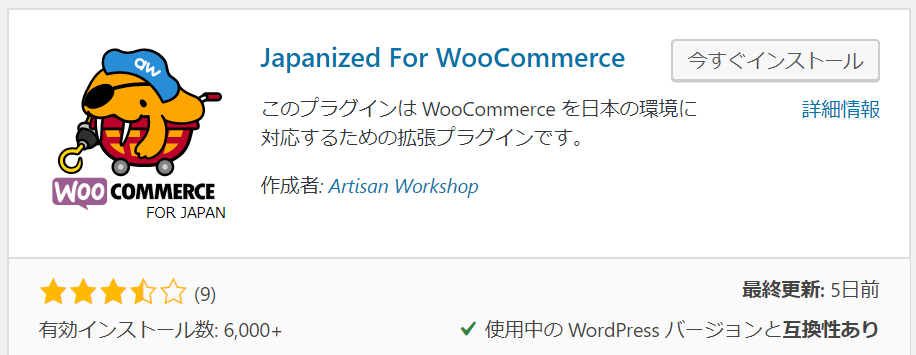 aw
WOO COMMERCE
FOR JAPAN
Japanized For WooCommerce
今すぐインストール
このプラグインは WooCommerce を日本の環境に
対応するための拡張プラグインです。
詳細情報
作成者: Artisan Workshop
(9)
最終更新: 5日前
有効インストール数: 6,000+
使用中の WordPress バージョンと互換性あり